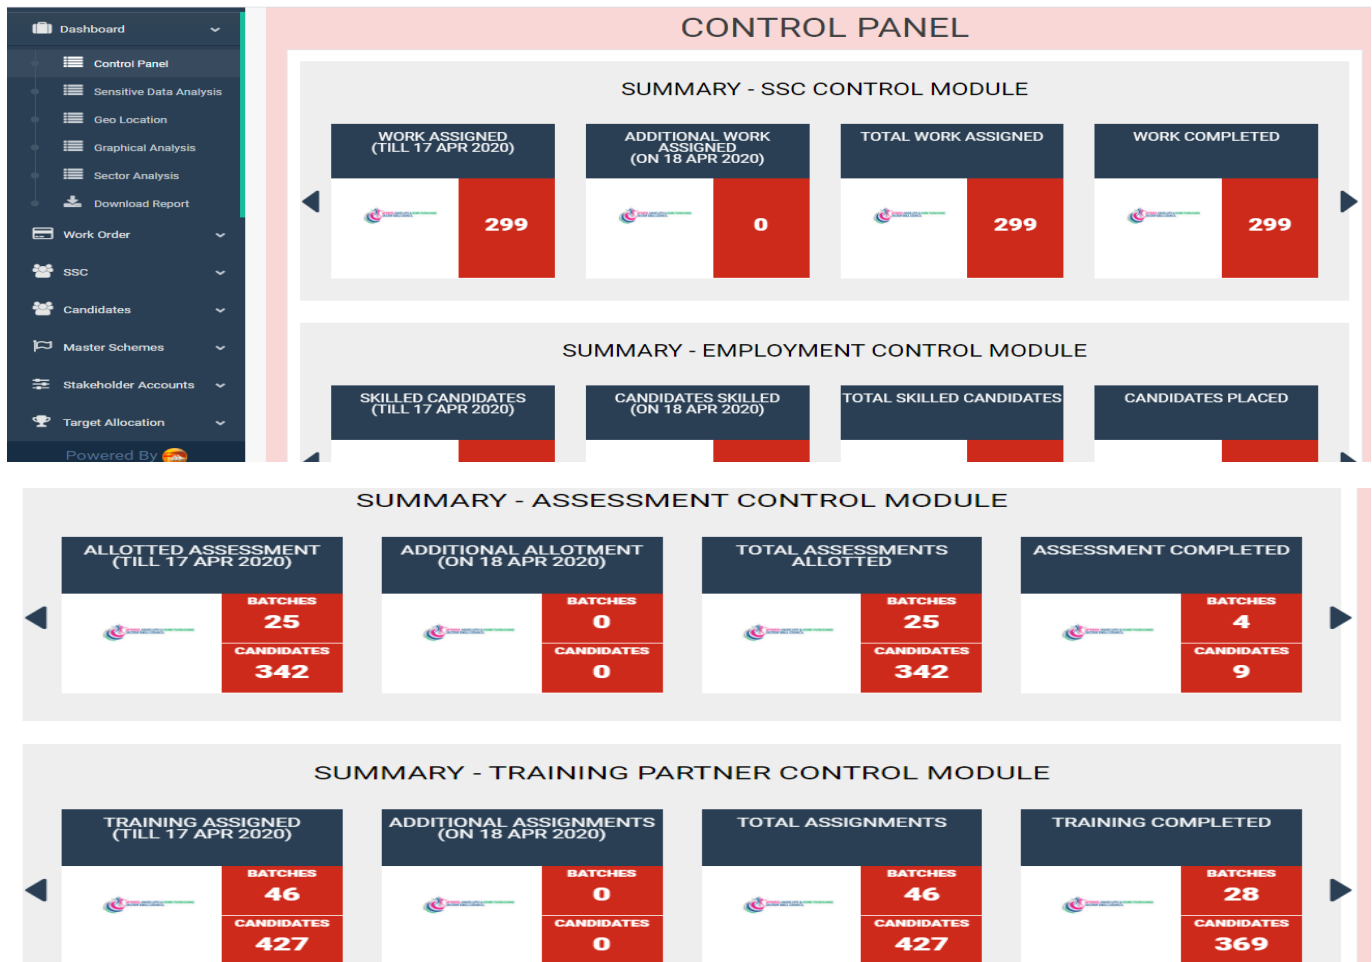 Dashboard
Control Panel
Sensitive Data Analysis
Geo Location
Graphical Analysis
Sector Analysis
Download Report
Work Order
SSC
Candidates
Master Schemes
Stakeholder Accounts
Target Allocation
Powered By
CONTROL PANEL
SUMMARY - SSC CONTROL MODULE
WORK ASSIGNED
(TILL 17 APR 2020)
299
ADDITIONAL WORK
ASSIGNED
(ON 18 APR 2020)
0
TOTAL WORK ASSIGNED
299
WORK COMPLETED
299
SUMMARY - EMPLOYMENT CONTROL MODULE
SKILLED CANDIDATES
(TILL 17 APR 2020)
CANDIDATES SKILLED
(ON 18 APR 2020)
TOTAL SKILLED CANDIDATES
CANDIDATES PLACED
SUMMARY - ASSESSMENT CONTROL MODULE
ALLOTTED ASSESSMENT
(TILL 17 APR 2020)
BATCHES
25
CANDIDATES
342
ADDITIONAL ALLOTMENT
(ON 18 APR 2020)
BATCHES
0
CANDIDATES
0
TOTAL ASSESSMENTS
ALLOTTED
BATCHES
25
CANDIDATES
342
ASSESSMENT COMPLETED
BATCHES
4
CANDIDATES
9
SUMMARY - TRAINING PARTNER CONTROL MODULE
TRAINING ASSIGNED
(TILL 17 APR 2020)
BATCHES
46
CANDIDATES
427
ADDITIONAL ASSIGNMENTS
(ON 18 APR 2020)
BATCHES
0
CANDIDATES
0
TOTAL ASSIGNMENTS
BATCHES
46
CANDIDATES
427
TRAINING COMPLETED
BATCHES
28
CANDIDATES
369